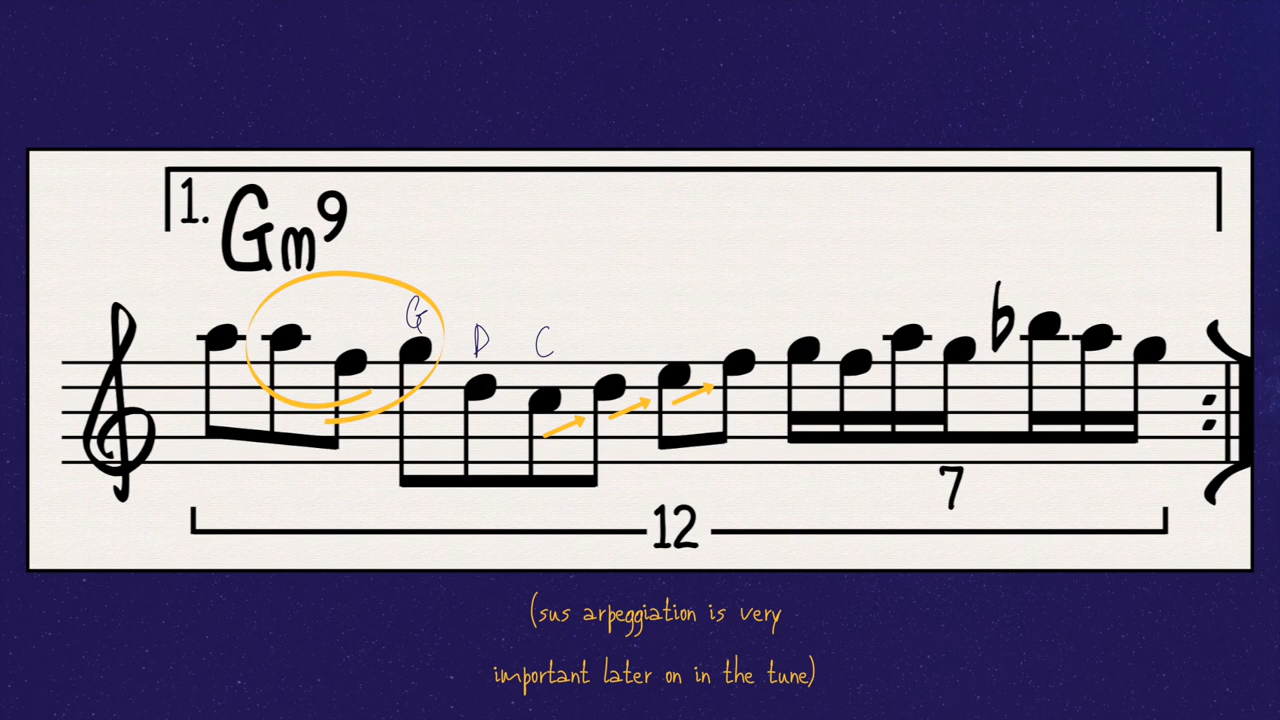 1. Gm9
G D C
♭
7
12
(sus arpeggiation is very
important later on in the tune)